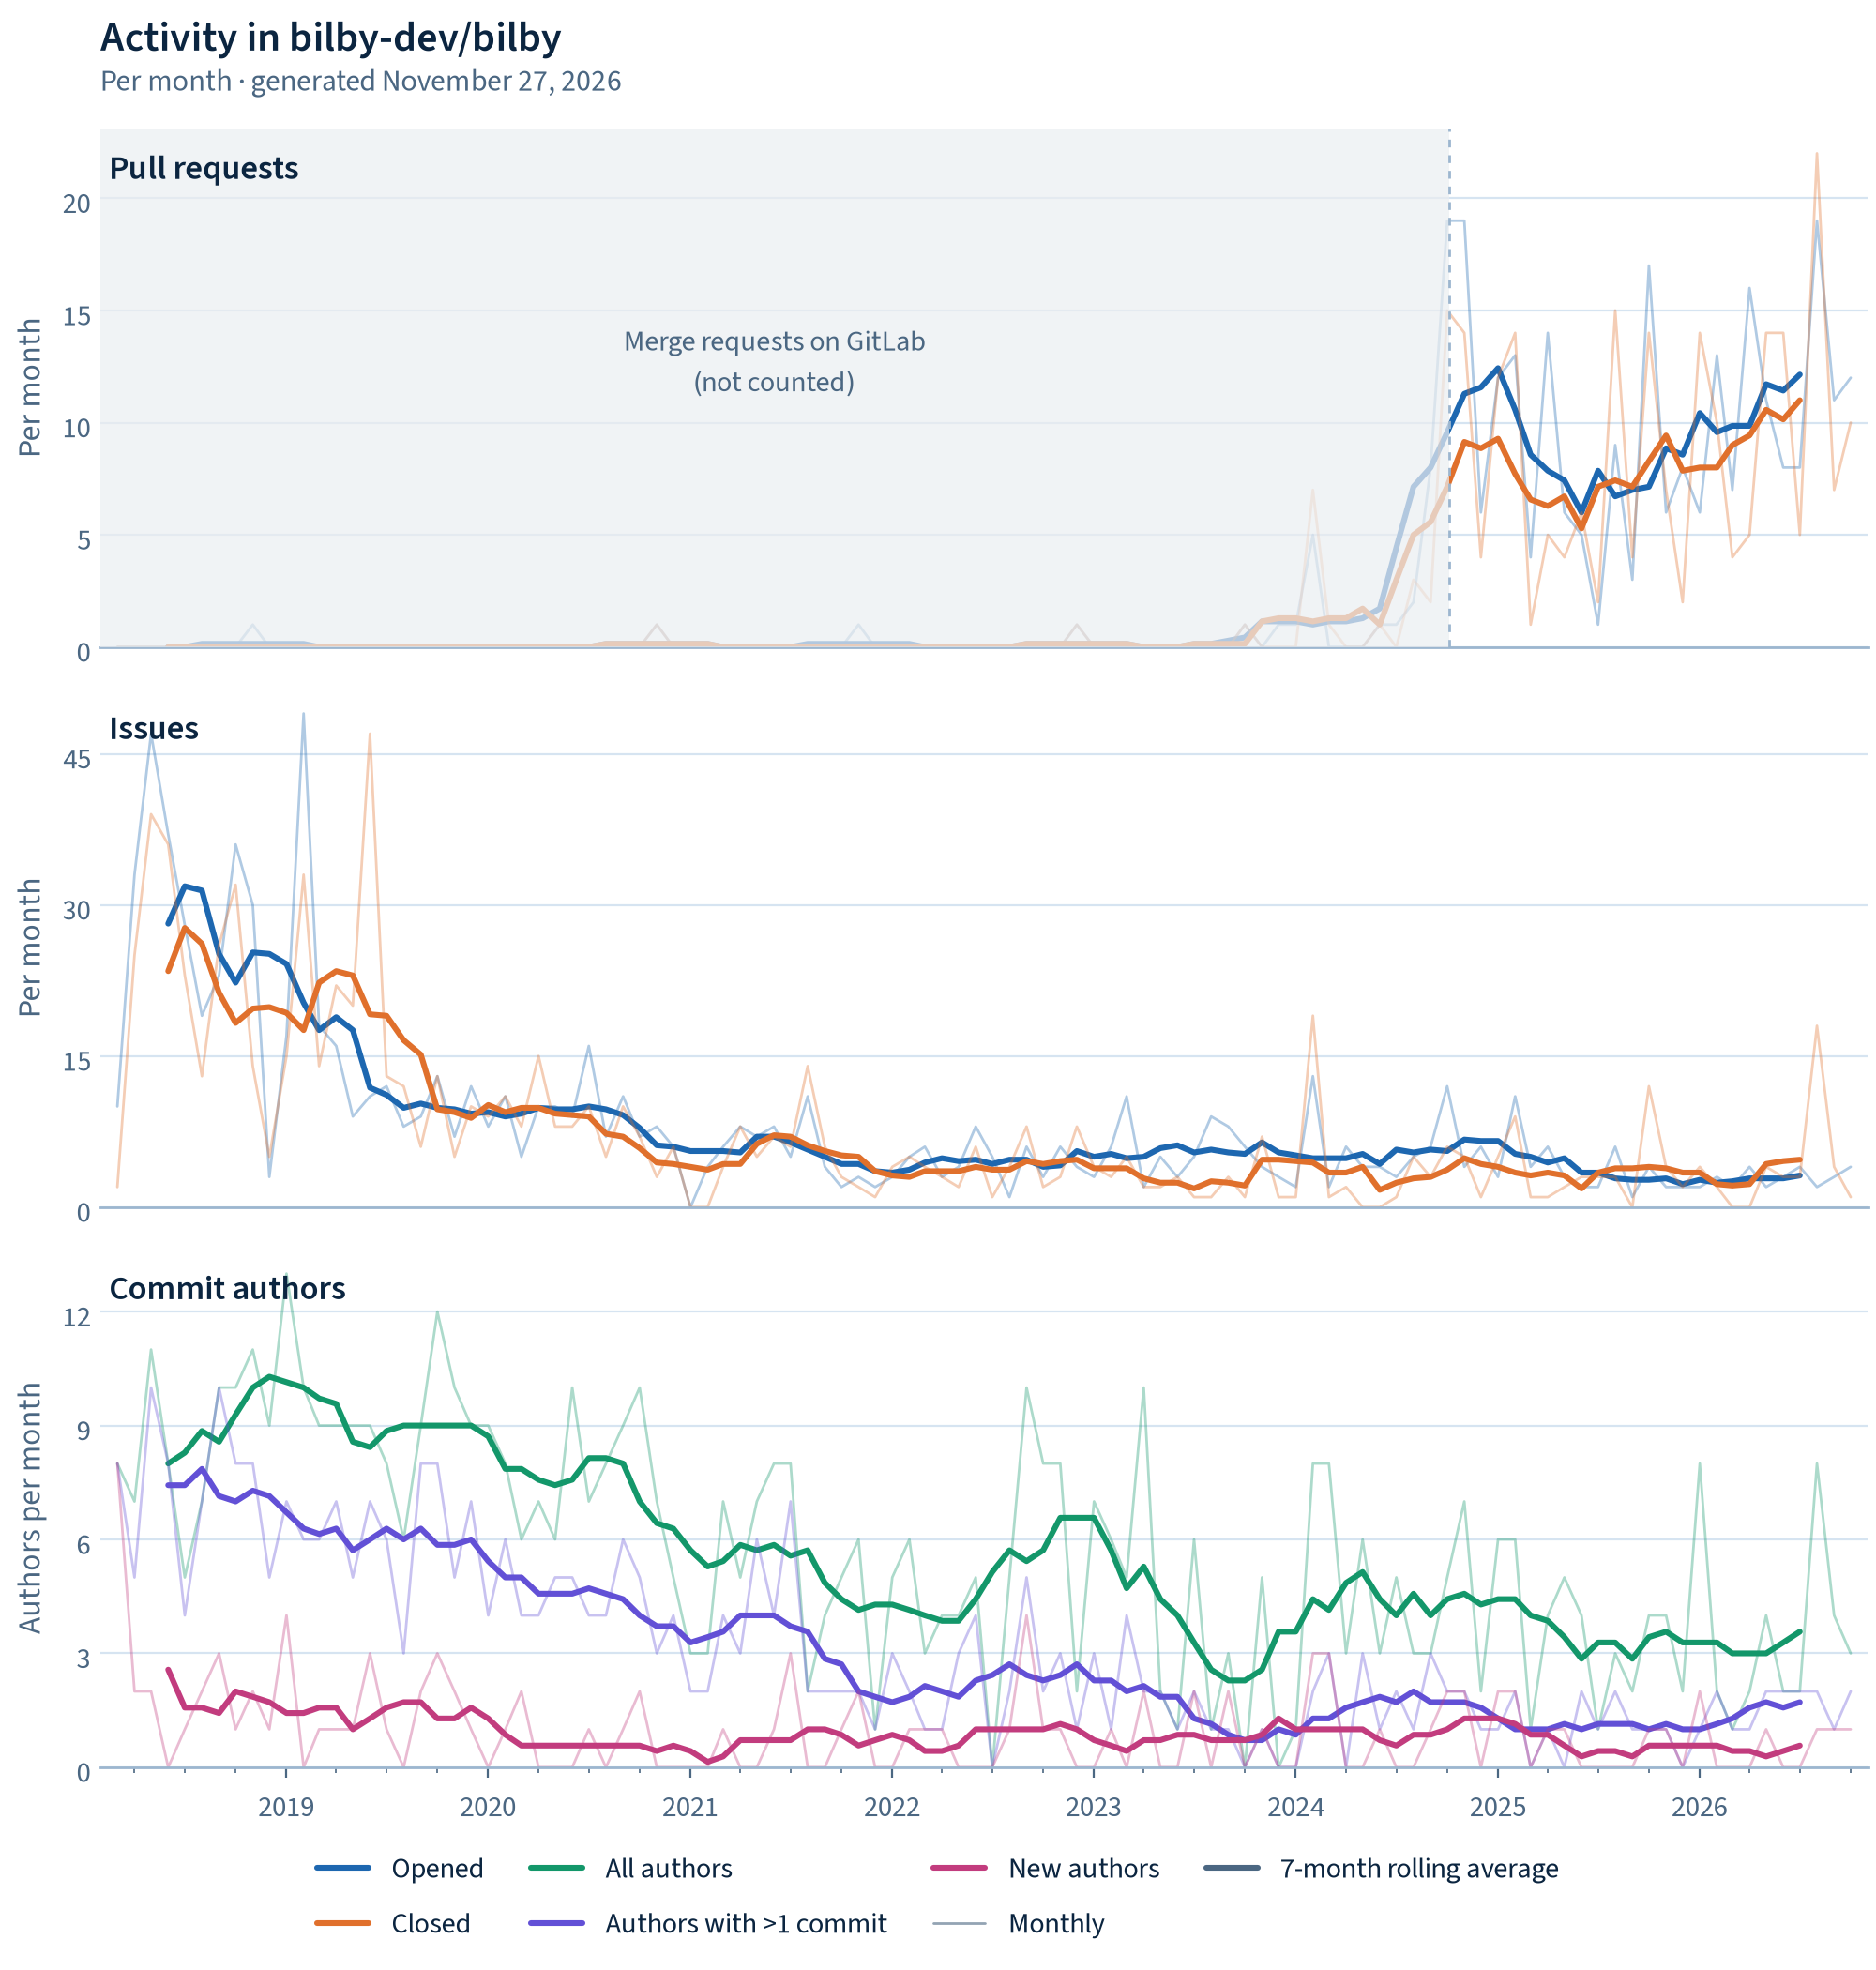 Activity in bilby-dev/bilby
Per month · generated November 27, 2026
Pull requests
Per month
20
15
10
5
0
Merge requests on GitLab
(not counted)
Issues
Per month
45
30
15
0
Commit authors
Authors per month
12
9
6
3
0
2019 2020 2021 2022 2023 2024 2025 2026
Opened All authors New authors 7-month rolling average
Closed Authors with >1 commit Monthly